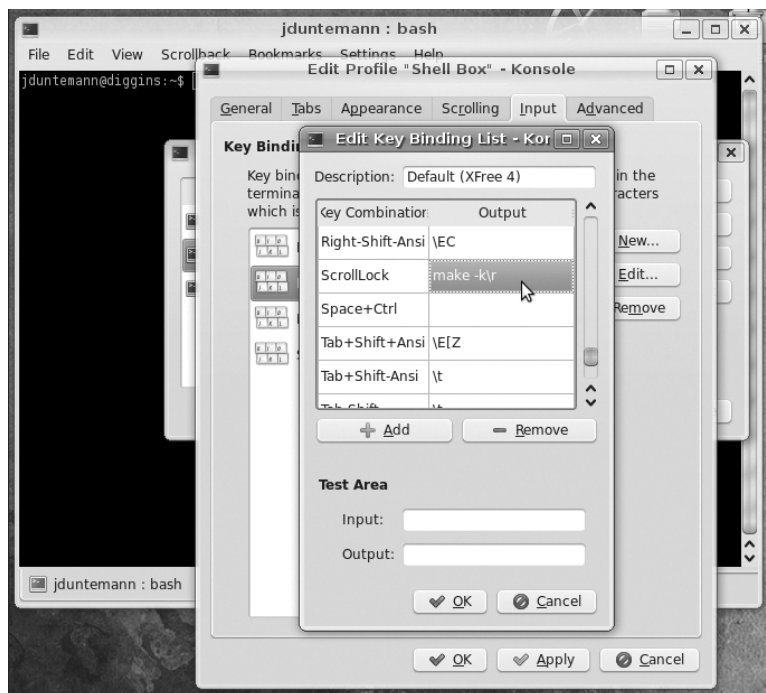 jduntemann : bash
File Edit View Scrollback Bookmarks Settings Help
jduntemann@diggins:~$
Edit Profile "Shell Box" - Konsole
General Tabs Appearance Scrolling Input Advanced
Key Bindi
Key bin
in the
termina
racters
which is
New...
Edit...
Remove
Edit Key Binding List - Kor
Description: Default (XFree 4)
Key Combination Output
Right-Shift-Ansi \EC
ScrollLock make -k\r
Space+Ctrl
Tab+Shift+Ansi \E[Z
Tab+Shift-Ansi \t
Tab-Shift \t
Add Remove
Test Area
Input:
Output:
OK Cancel
jduntemann : bash
OK Apply Cancel